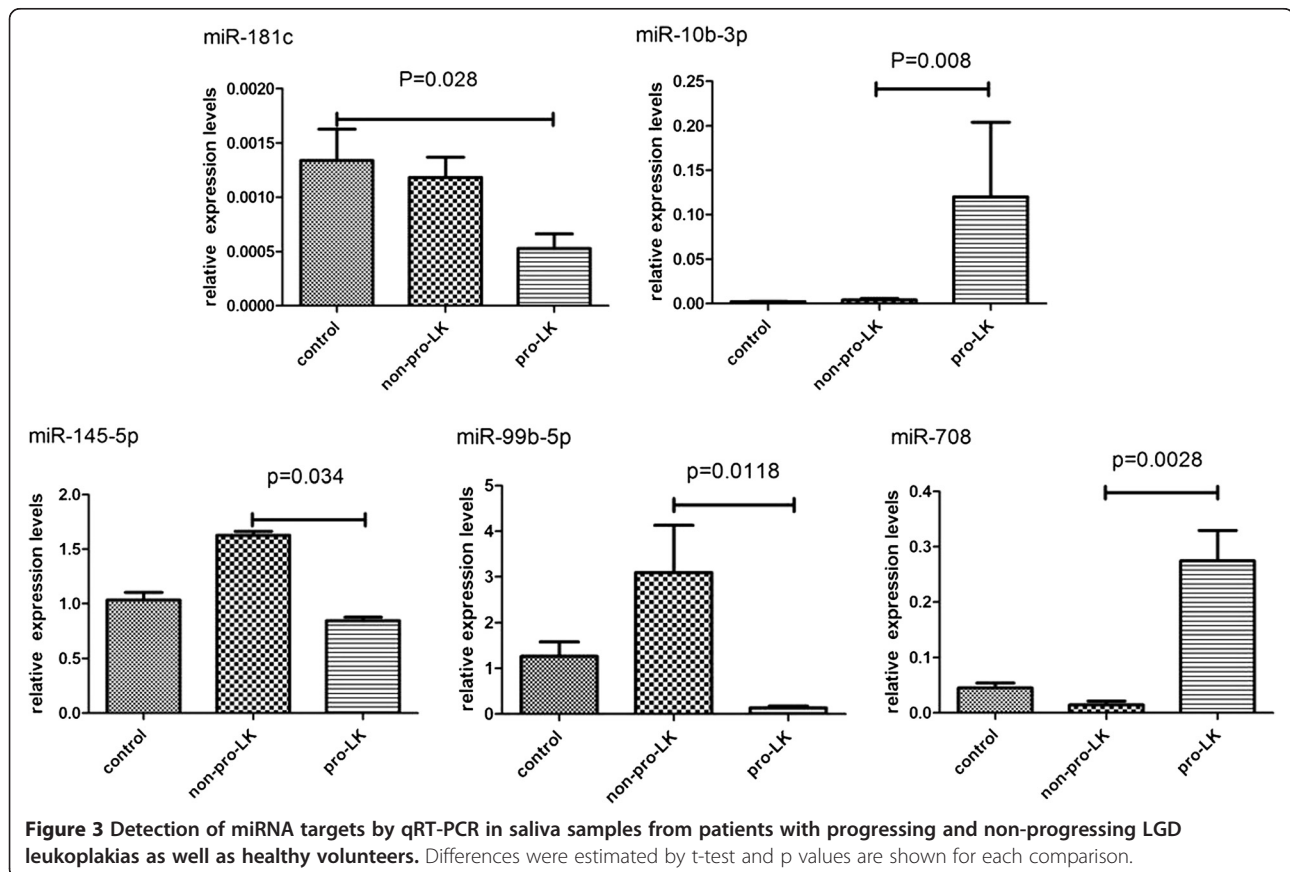 miR-181c
P=0.028
relative expression levels
0.0020
0.0015
0.0010
0.0005
0.0000
control
non-pro-LK
pro-LK
miR-10b-3p
P=0.008
relative expression levels
0.25
0.20
0.15
0.10
0.05
0.00
control
non-pro-LK
pro-LK
miR-145-5p
p=0.034
relative expression levels
2.0
1.5
1.0
0.5
0.0
control
non-pro-LK
pro-LK
miR-99b-5p
p=0.0118
relative expression levels
5
4
3
2
1
0
control
non-pro-LK
pro-LK
miR-708
p=0.0028
relative expression levels
0.4
0.3
0.2
0.1
0.0
control
non-pro-LK
pro-LK
Figure 3 Detection of miRNA targets by qRT-PCR in saliva samples from patients with progressing and non-progressing LGD
leukoplakias as well as healthy volunteers. Differences were estimated by t-test and p values are shown for each comparison.